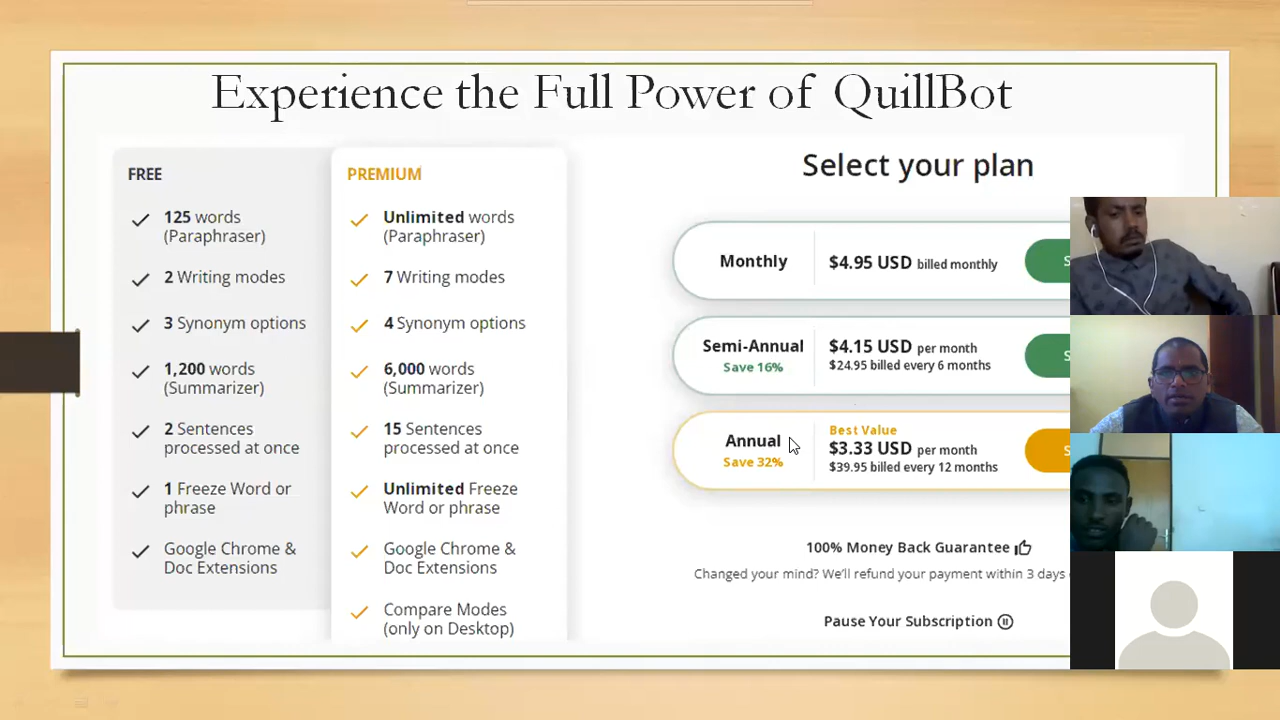 Experience the Full Power of QuillBot
FREE
125 words
(Paraphraser)
2 Writing modes
3 Synonym options
1,200 words
(Summarizer)
2 Sentences
processed at once
1 Freeze Word or
phrase
Google Chrome &
Doc Extensions
PREMIUM
Unlimited words
(Paraphraser)
7 Writing modes
4 Synonym options
6,000 words
(Summarizer)
15 Sentences
processed at once
Unlimited Freeze
Word or phrase
Google Chrome &
Doc Extensions
Compare Modes
(only on Desktop)
Select your plan
Monthly
$4.95 USD billed monthly
Semi-Annual
Save 16%
$4.15 USD per month
$24.95 billed every 6 months
Annual
Save 32%
Best Value
$3.33 USD per month
$39.95 billed every 12 months
100% Money Back Guarantee
Changed your mind? We'll refund your payment within 3 days
Pause Your Subscription